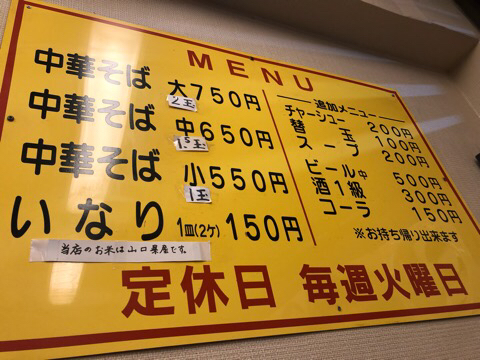 MENU
中華そば 大750円
2玉
中華そば 中650円
1.5玉
中華そば 小550円
1玉
いなり 1皿(2ケ) 150円
当店のお米は山口県産です。
追加メニュー
チャーシュー 200円
替玉 100円
スープ 200円
ビール中 500円
酒1級 300円
コーラ 150円
※お持ち帰り出来ます
定休日 毎週火曜日